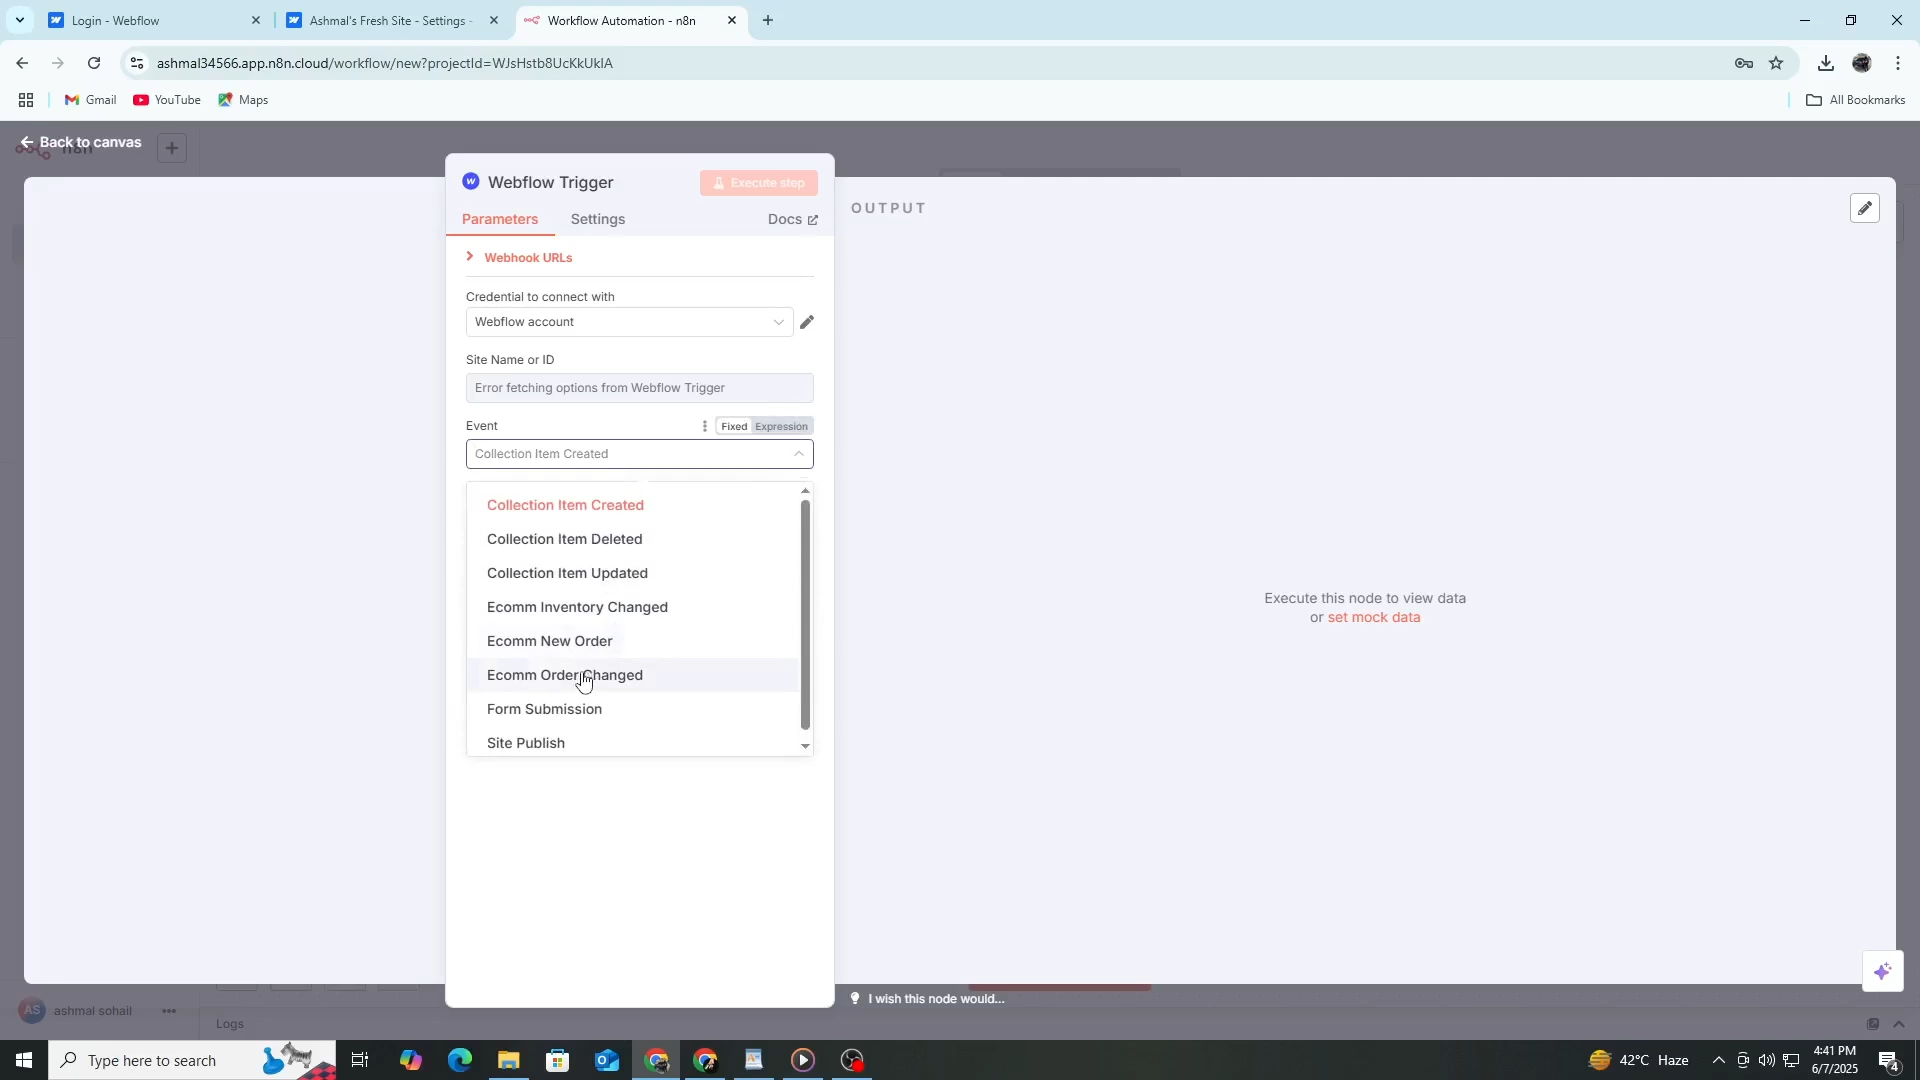 Login - Webflow
Ashmal's Fresh Site - Settings -
Workflow Automation - n8n
ashmal34566.app.n8n.cloud/workflow/new?projectId=WJsHstb8UcKkUkIA
Gmail
YouTube
Maps
All Bookmarks
Back to canvas
Webflow Trigger
Execute step
Parameters
Settings
Docs
OUTPUT
Webhook URLs
Credential to connect with
Webflow account
Site Name or ID
Error fetching options from Webflow Trigger
Event
Fixed
Expression
Collection Item Created
Collection Item Created
Collection Item Deleted
Collection Item Updated
Ecomm Inventory Changed
Ecomm New Order
Ecomm Order Changed
Form Submission
Site Publish
Execute this node to view data
or set mock data
I wish this node would...
AS
ashmal sohail
Logs
Type here to search
42°C Haze
4:41 PM
6/7/2025
4